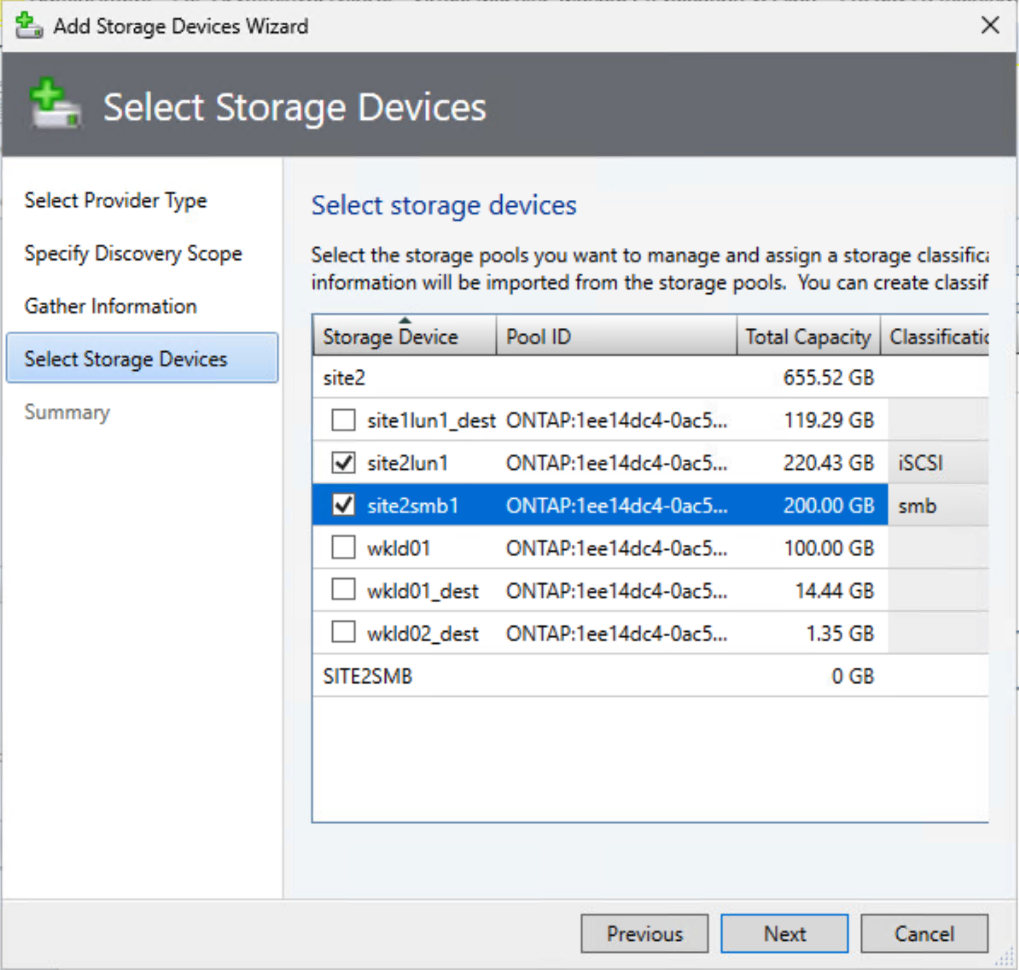 Add Storage Devices Wizard
Select Storage Devices
Select Provider Type
Specify Discovery Scope
Gather Information
Select Storage Devices
Summary
Select storage devices
Select the storage pools you want to manage and assign a storage classifica
information will be imported from the storage pools. You can create classif
Storage Device Pool ID Total Capacity Classificatic
site2 655.52 GB
site1lun1_dest ONTAP:1ee14dc4-0ac5... 119.29 GB
site2lun1 ONTAP:1ee14dc4-0ac5... 220.43 GB iSCSI
site2smb1 ONTAP:1ee14dc4-0ac5... 200.00 GB smb
wkld01 ONTAP:1ee14dc4-0ac5... 100.00 GB
wkld01_dest ONTAP:1ee14dc4-0ac5... 14.44 GB
wkld02_dest ONTAP:1ee14dc4-0ac5... 1.35 GB
SITE2SMB 0 GB
Previous Next Cancel